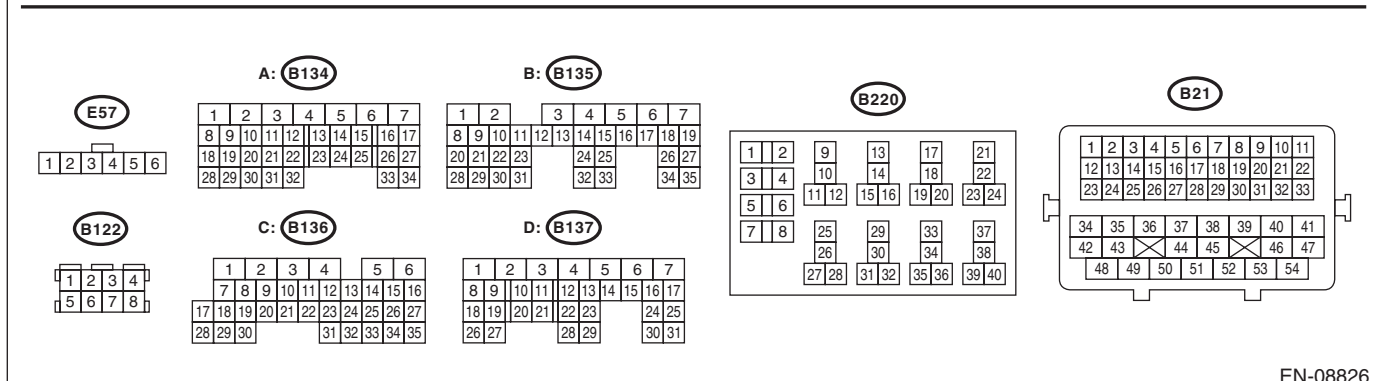 E57
1 2 3 4 5 6
B122
1 2 3 4
5 6 7 8
A: B134
1 2 3 4 5 6 7
8 9 10 11 12 13 14 15 16 17
18 19 20 21 22 23 24 25 26 27
28 29 30 31 32 33 34
B: B135
1 2 3 4 5 6 7
8 9 10 11 12 13 14 15 16 17 18 19
20 21 22 23 24 25 26 27
28 29 30 31 32 33 34 35
C: B136
1 2 3 4 5 6
7 8 9 10 11 12 13 14 15 16
17 18 19 20 21 22 23 24 25 26 27
28 29 30 31 32 33 34 35
D: B137
1 2 3 4 5 6 7
8 9 10 11 12 13 14 15 16 17
18 19 20 21 22 23 24 25
26 27 28 29 30 31
B220
1 2 9 13 17 21
3 4 10 14 18 22
11 12 15 16 19 20 23 24
5 6
7 8 25 29 33 37
26 30 34 38
27 28 31 32 35 36 39 40
B21
1 2 3 4 5 6 7 8 9 10 11
12 13 14 15 16 17 18 19 20 21 22
23 24 25 26 27 28 29 30 31 32 33
34 35 36 37 38 39 40 41
42 43 44 45 46 47
48 49 50 51 52 53 54
EN-08826